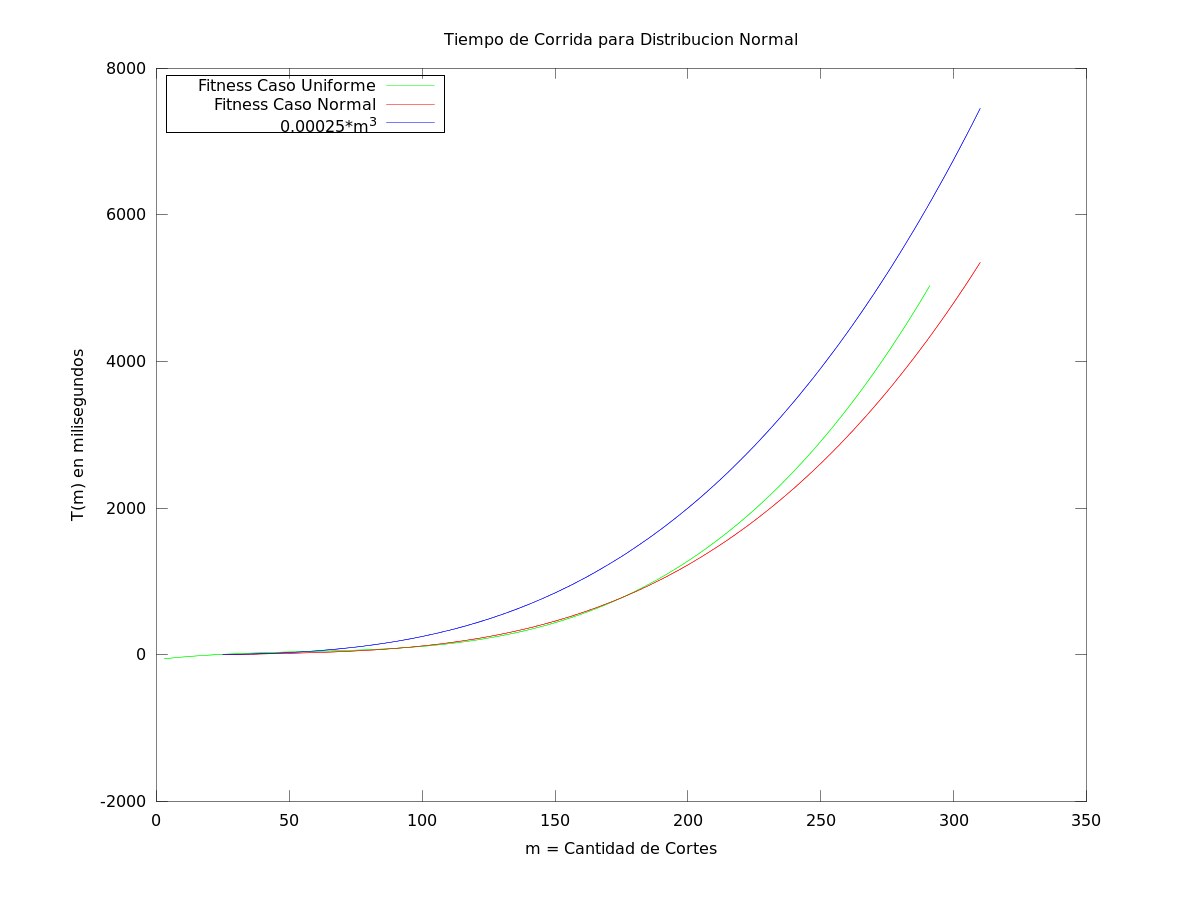 Tiempo de Corrida para Distribucion Normal
8000
6000
4000
2000
0
-2000
Fitness Caso Uniforme
Fitness Caso Normal
0.00025*m³
T(m) en milisegundos
0 50 100 150 200 250 300 350
m = Cantidad de Cortes